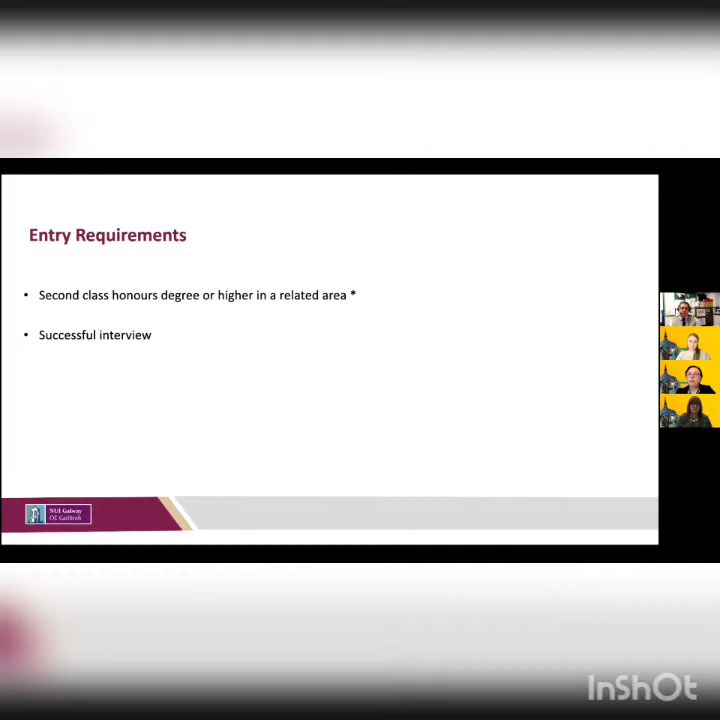 Entry Requirements
• Second class honours degree or higher in a related area *
• Successful interview
NUI Galway
OÉ Gaillimh
InShOt